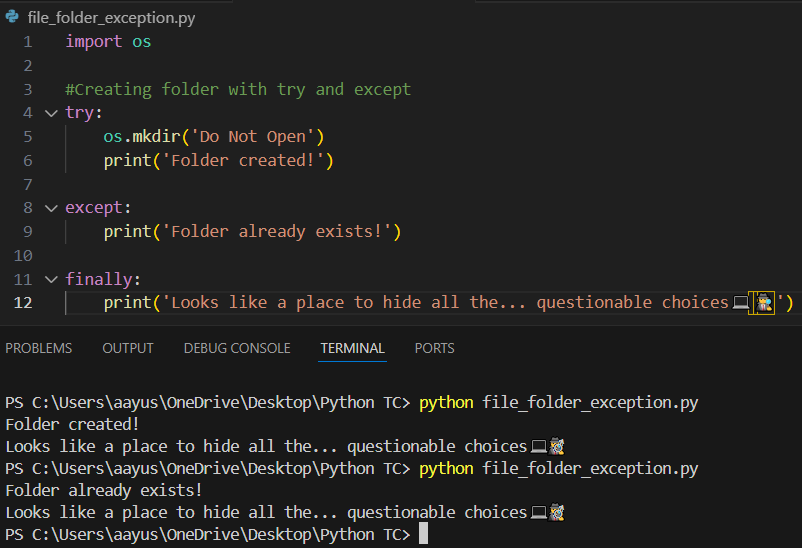 file_folder_exception.py
1 import os
2
3 #Creating folder with try and except
4 try:
5 os.mkdir('Do Not Open')
6 print('Folder created!')
7
8 except:
9 print('Folder already exists!')
10
11 finally:
12 print('Looks like a place to hide all the... questionable choices💻🕵️')
PROBLEMS OUTPUT DEBUG CONSOLE TERMINAL PORTS
PS C:\Users\aayus\OneDrive\Desktop\Python TC> python file_folder_exception.py
Folder created!
Looks like a place to hide all the... questionable choices💻🕵️
PS C:\Users\aayus\OneDrive\Desktop\Python TC> python file_folder_exception.py
Folder already exists!
Looks like a place to hide all the... questionable choices💻🕵️
PS C:\Users\aayus\OneDrive\Desktop\Python TC>